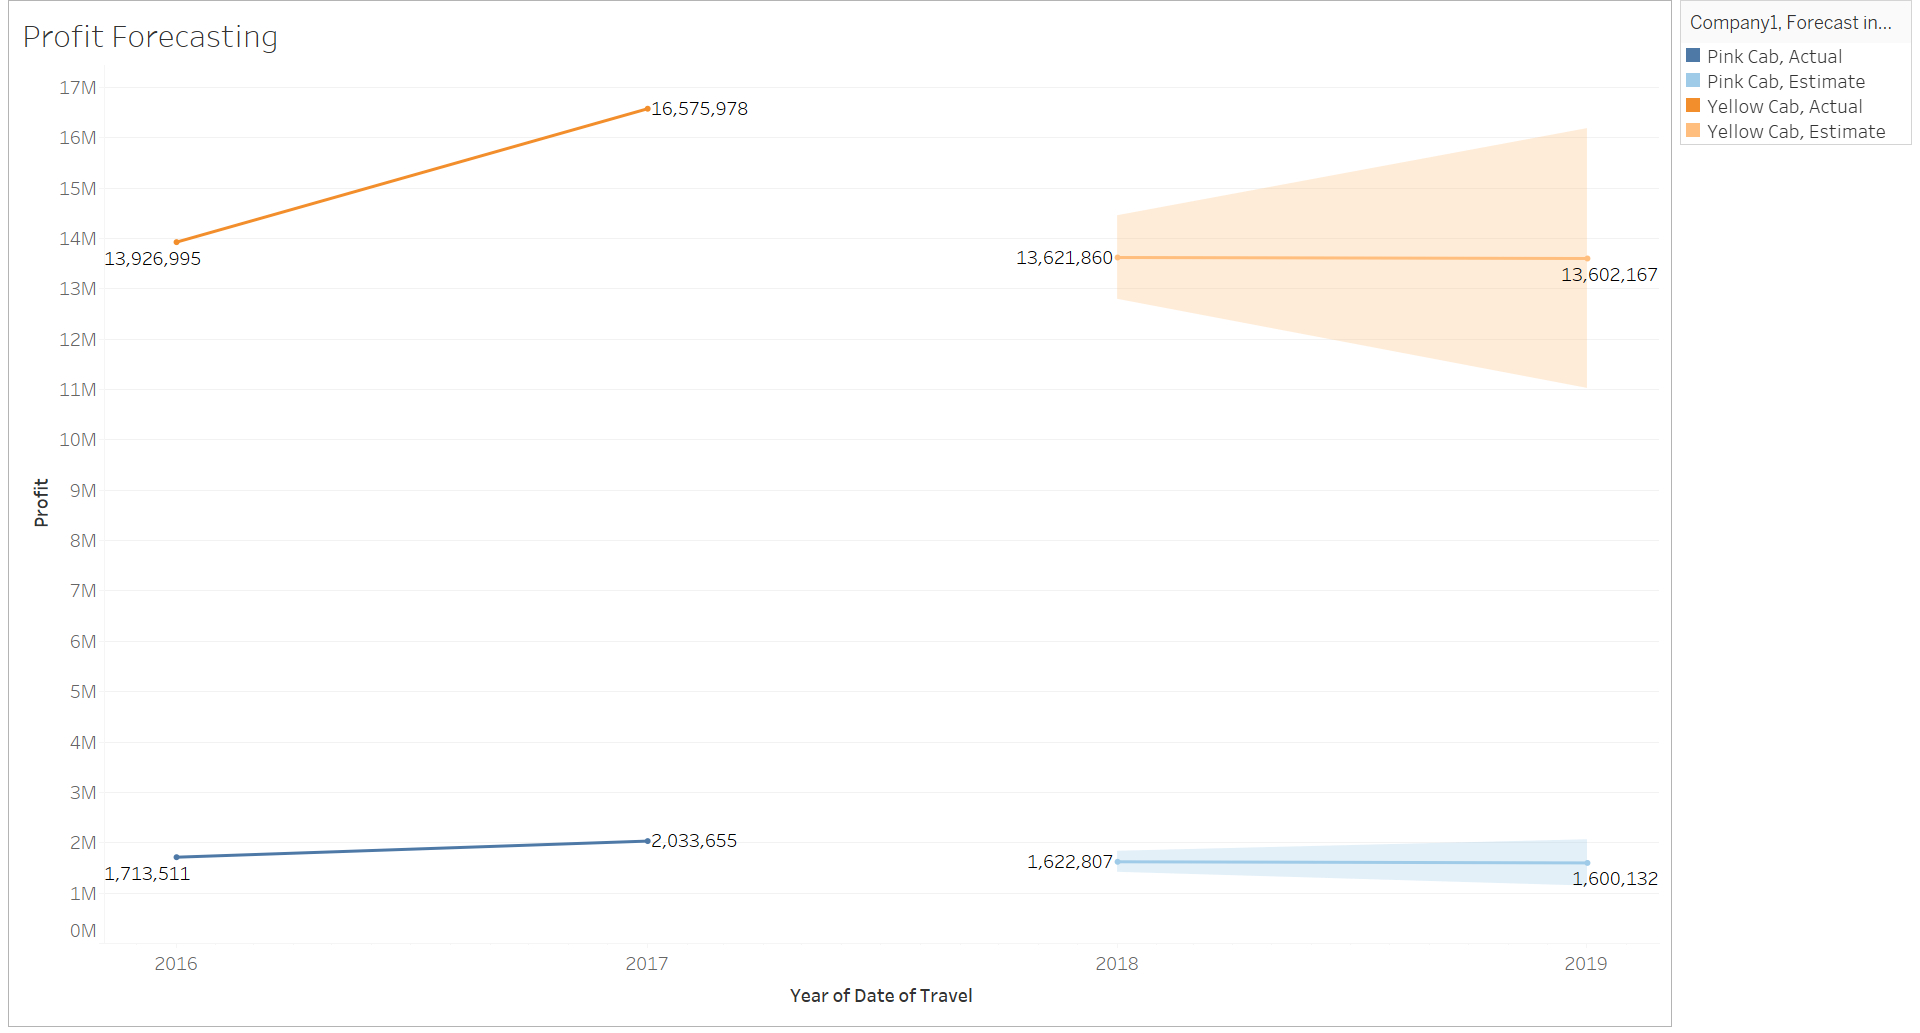 Profit Forecasting
Company1, Forecast in...
Pink Cab, Actual
Pink Cab, Estimate
Yellow Cab, Actual
Yellow Cab, Estimate
17M
16M
15M
14M
13M
12M
11M
10M
9M
8M
7M
6M
5M
4M
3M
2M
1M
0M
Profit
16,575,978
13,926,995
13,621,860
13,602,167
2,033,655
1,713,511
1,622,807
1,600,132
2016
2017
2018
2019
Year of Date of Travel